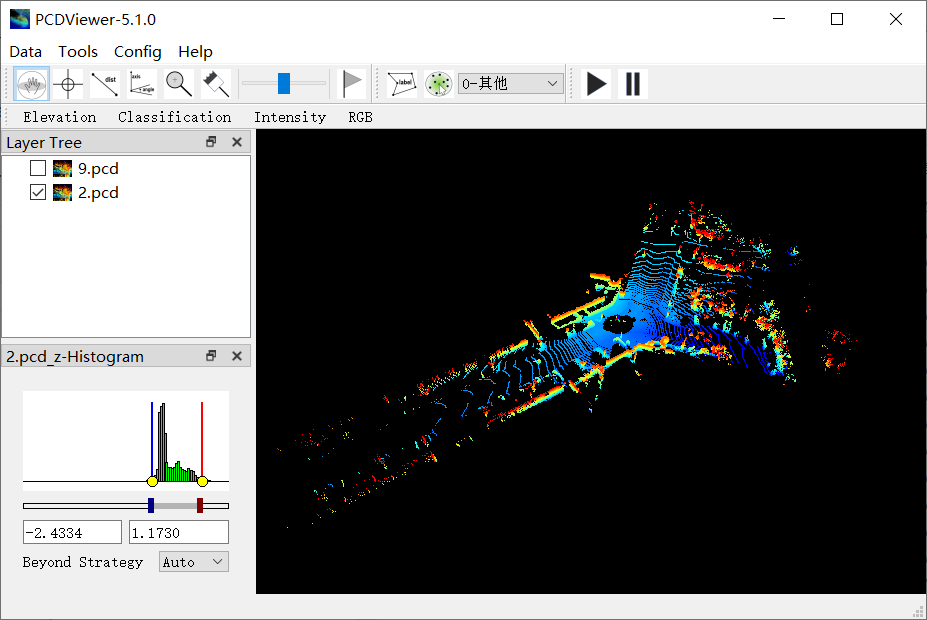 PCDViewer-5.1.0
Data Tools Config Help
dist axis angle label 0-其他
Elevation Classification Intensity RGB
Layer Tree
9.pcd
2.pcd
2.pcd_z-Histogram
-2.4334 1.1730
Beyond Strategy Auto